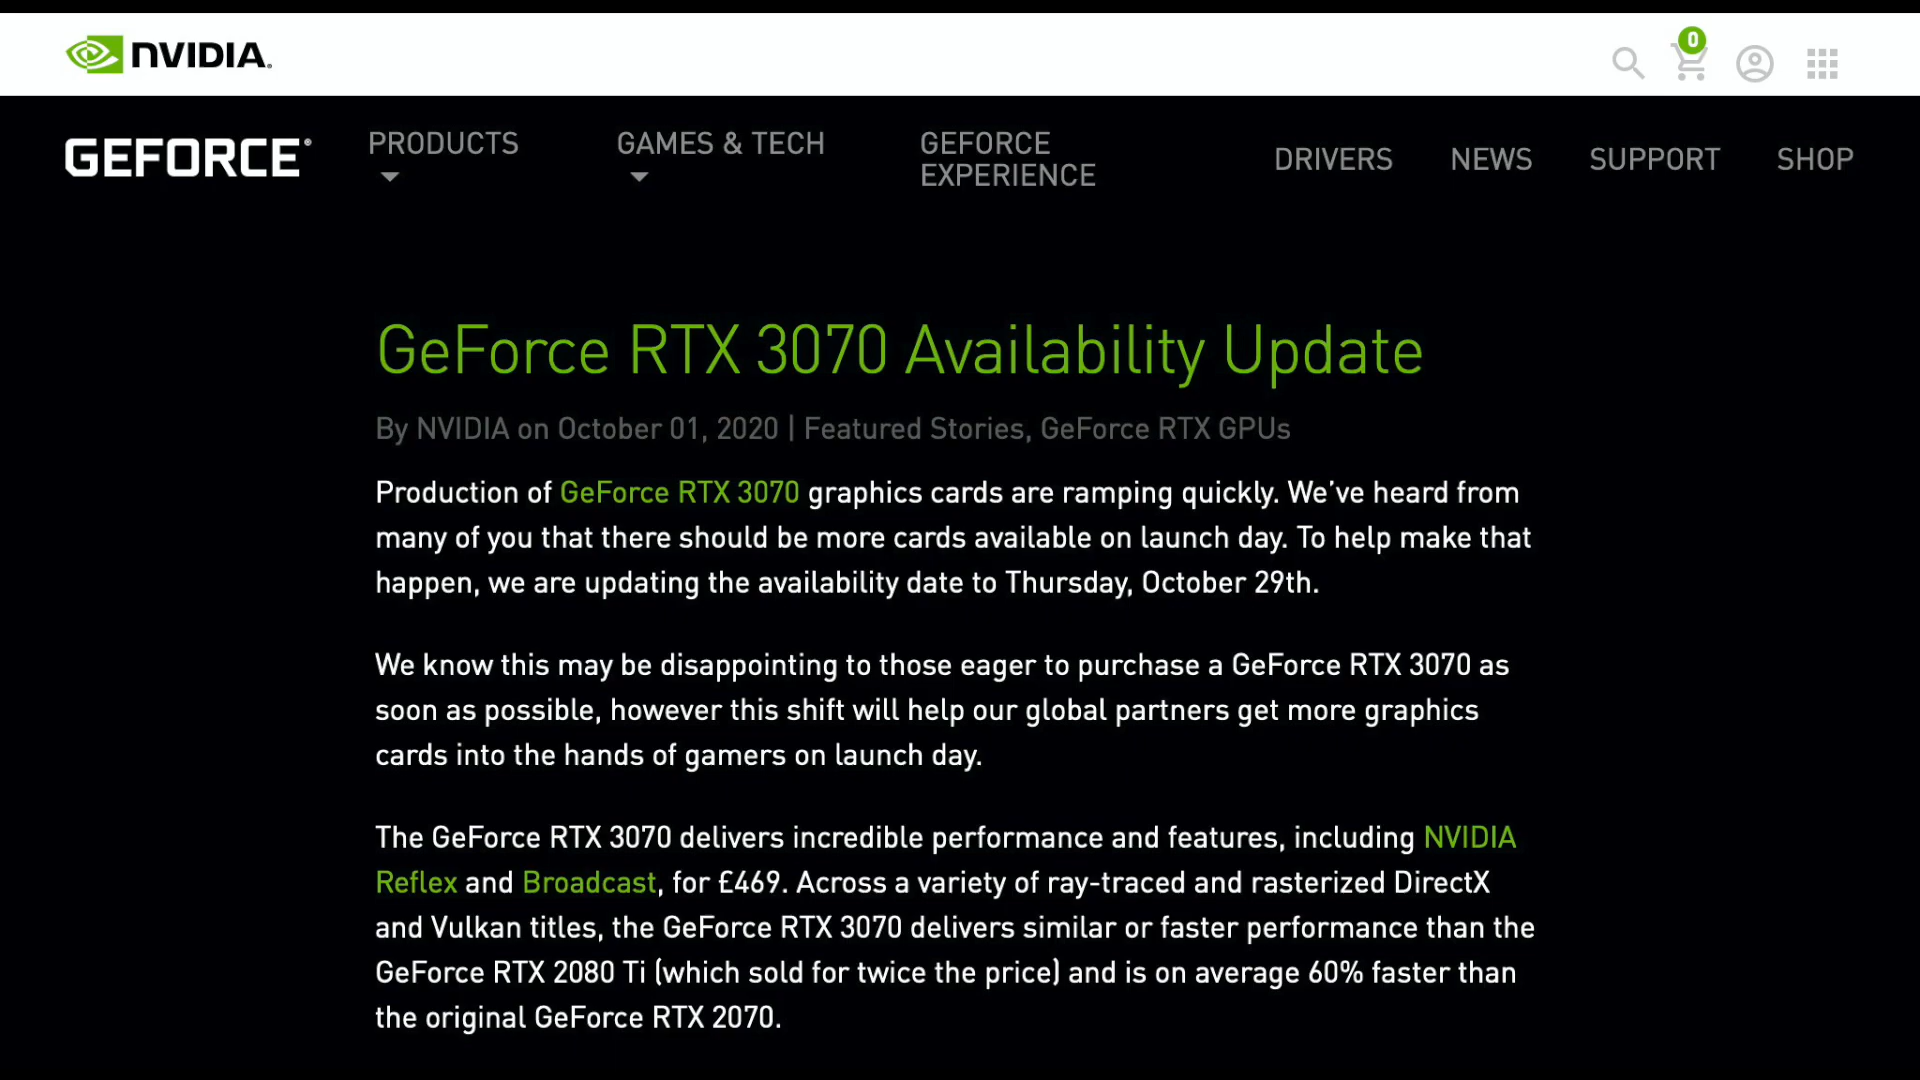 NVIDIA.
0
GEFORCE®
PRODUCTS
GAMES & TECH
GEFORCE
EXPERIENCE
DRIVERS
NEWS
SUPPORT
SHOP
GeForce RTX 3070 Availability Update
By NVIDIA on October 01, 2020 | Featured Stories, GeForce RTX GPUs
Production of GeForce RTX 3070 graphics cards are ramping quickly. We’ve heard from
many of you that there should be more cards available on launch day. To help make that
happen, we are updating the availability date to Thursday, October 29th.
We know this may be disappointing to those eager to purchase a GeForce RTX 3070 as
soon as possible, however this shift will help our global partners get more graphics
cards into the hands of gamers on launch day.
The GeForce RTX 3070 delivers incredible performance and features, including NVIDIA
Reflex and Broadcast, for £469. Across a variety of ray-traced and rasterized DirectX
and Vulkan titles, the GeForce RTX 3070 delivers similar or faster performance than the
GeForce RTX 2080 Ti (which sold for twice the price) and is on average 60% faster than
the original GeForce RTX 2070.